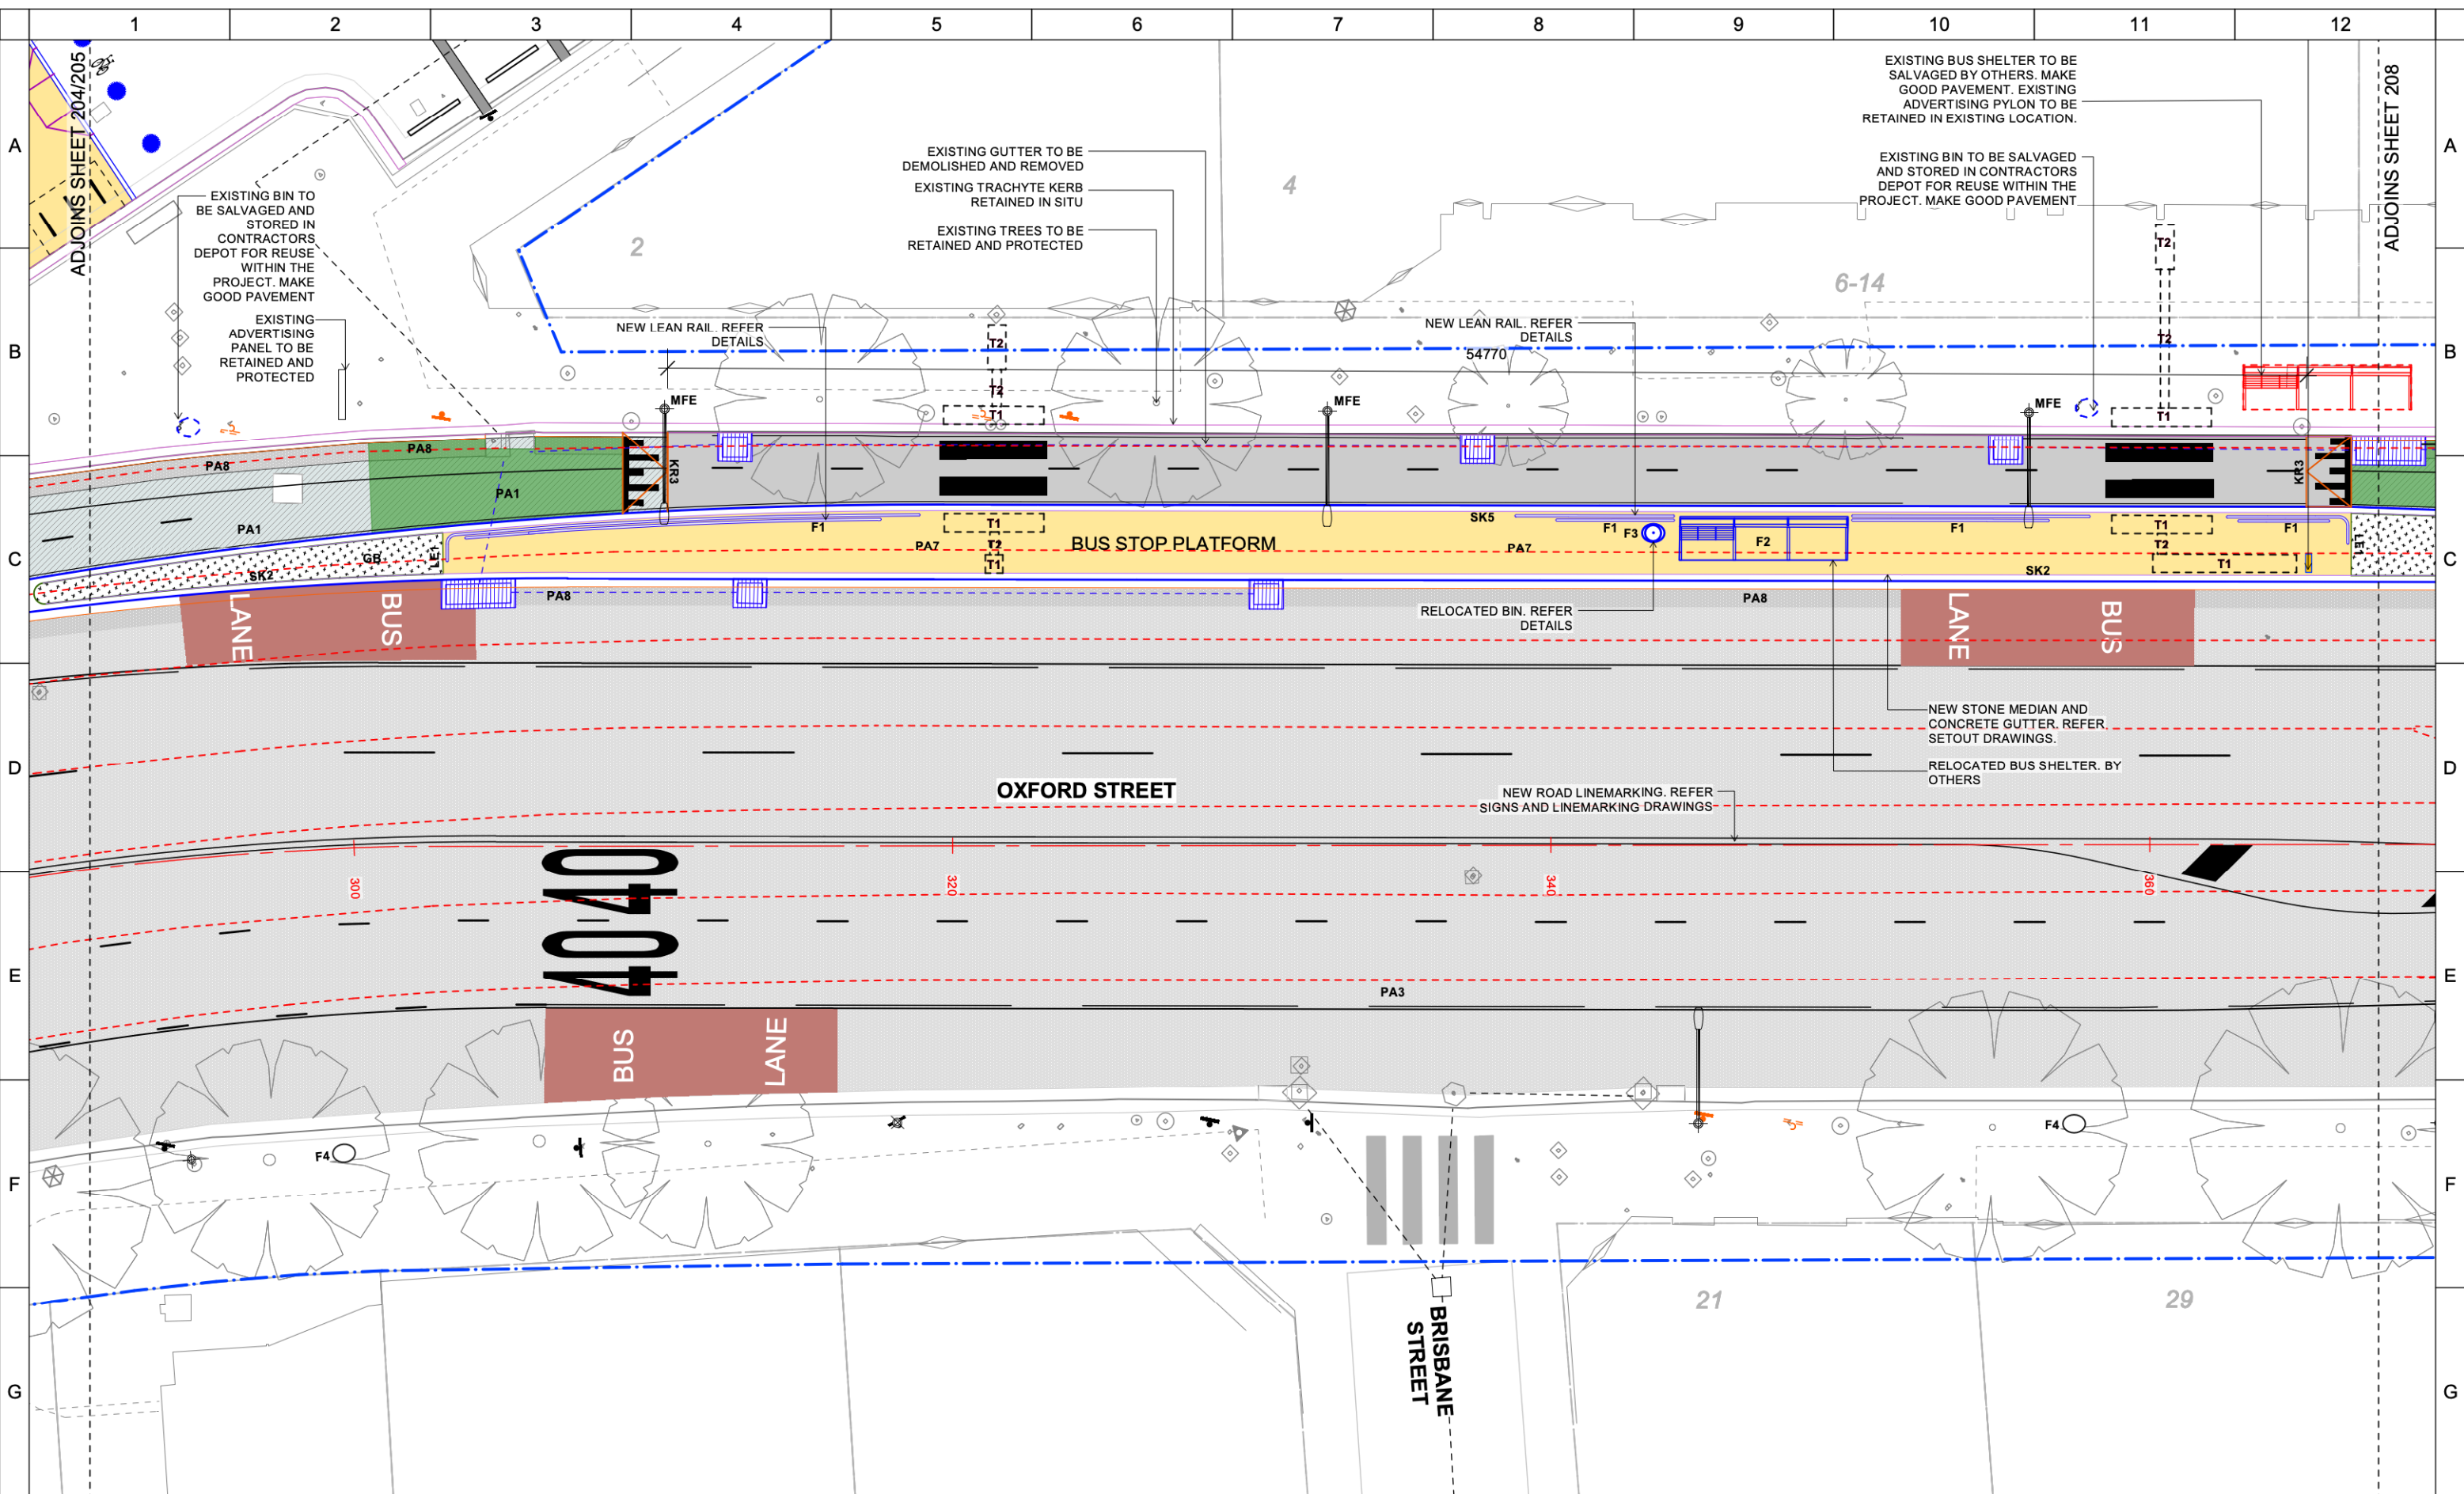 1 2 3 4 5 6 7 8 9 10 11 12
A
B
C
D
E
F
G
A
B
C
D
E
F
G
ADJOINS SHEET 204/205
ADJOINS SHEET 208
EXISTING BIN TO
BE SALVAGED AND
STORED IN
CONTRACTORS
DEPOT FOR REUSE
WITHIN THE
PROJECT. MAKE
GOOD PAVEMENT
EXISTING
ADVERTISING
PANEL TO BE
RETAINED AND
PROTECTED
2
NEW LEAN RAIL. REFER
DETAILS
EXISTING GUTTER TO BE
DEMOLISHED AND REMOVED
EXISTING TRACHYTE KERB
RETAINED IN SITU
EXISTING TREES TO BE
RETAINED AND PROTECTED
4
NEW LEAN RAIL. REFER
DETAILS
54770
EXISTING BUS SHELTER TO BE
SALVAGED BY OTHERS. MAKE
GOOD PAVEMENT. EXISTING
ADVERTISING PYLON TO BE
RETAINED IN EXISTING LOCATION.
EXISTING BIN TO BE SALVAGED
AND STORED IN CONTRACTORS
DEPOT FOR REUSE WITHIN THE
PROJECT. MAKE GOOD PAVEMENT
6-14
T2
T2
T1
T2
T2
T1
MFE
MFE
MFE
PA8
PA8
PA1
PA1
KR3
KR3
GB
SK2
LE1
F1
PA7
T1
T2
T1
BUS STOP PLATFORM
SK5
PA7
F1
F3
F2
F1
SK2
T1
T2
T1
F1
LE1
PA8
PA8
LANE
BUS
LANE
BUS
RELOCATED BIN. REFER
DETAILS
NEW STONE MEDIAN AND
CONCRETE GUTTER. REFER
SETOUT DRAWINGS.
RELOCATED BUS SHELTER. BY
OTHERS
OXFORD STREET
NEW ROAD LINEMARKING. REFER
SIGNS AND LINEMARKING DRAWINGS
300
320
340
360
40
40
PA3
BUS
LANE
F4
F4
21
29
BRISBANE
STREET